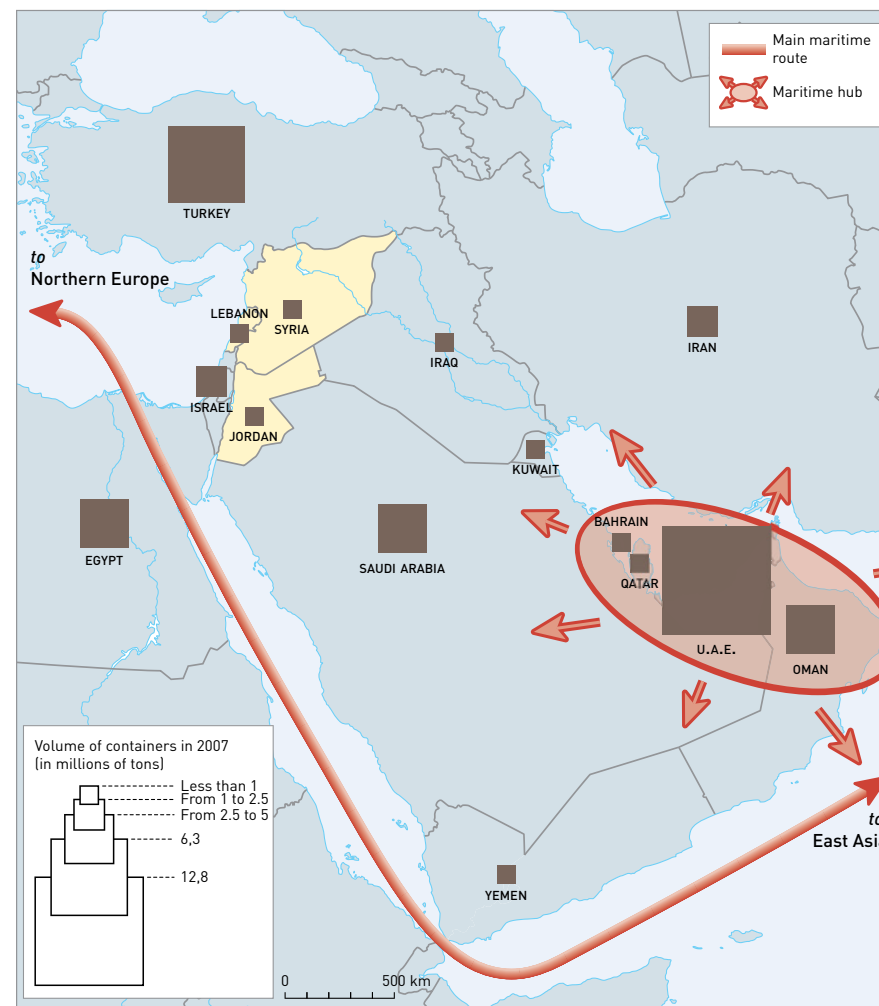 Main maritime
route
Maritime hub
TURKEY
to
Northern Europe
LEBANON
SYRIA
IRAQ
IRAN
ISRAEL
JORDAN
KUWAIT
EGYPT
SAUDI ARABIA
BAHRAIN
QATAR
U.A.E.
OMAN
to
East Asia
YEMEN
Volume of containers in 2007
(in millions of tons)
Less than 1
From 1 to 2.5
From 2.5 to 5
6,3
12,8
0 500 km